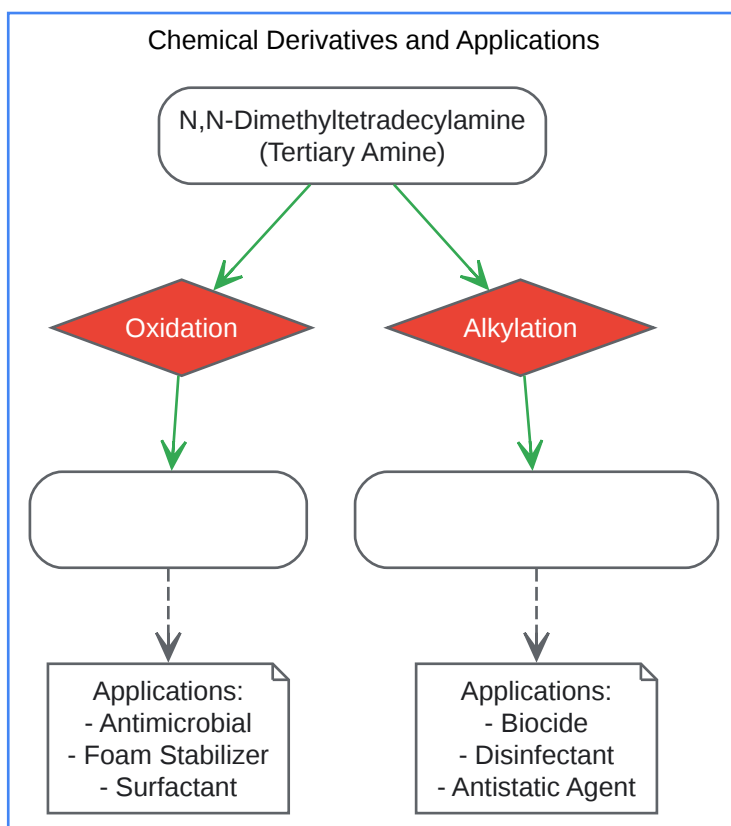 Chemical Derivatives and Applications
N,N-Dimethyltetradecylamine
(Tertiary Amine)
Oxidation
Alkylation
Applications:
- Antimicrobial
- Foam Stabilizer
- Surfactant
Applications:
- Biocide
- Disinfectant
- Antistatic Agent